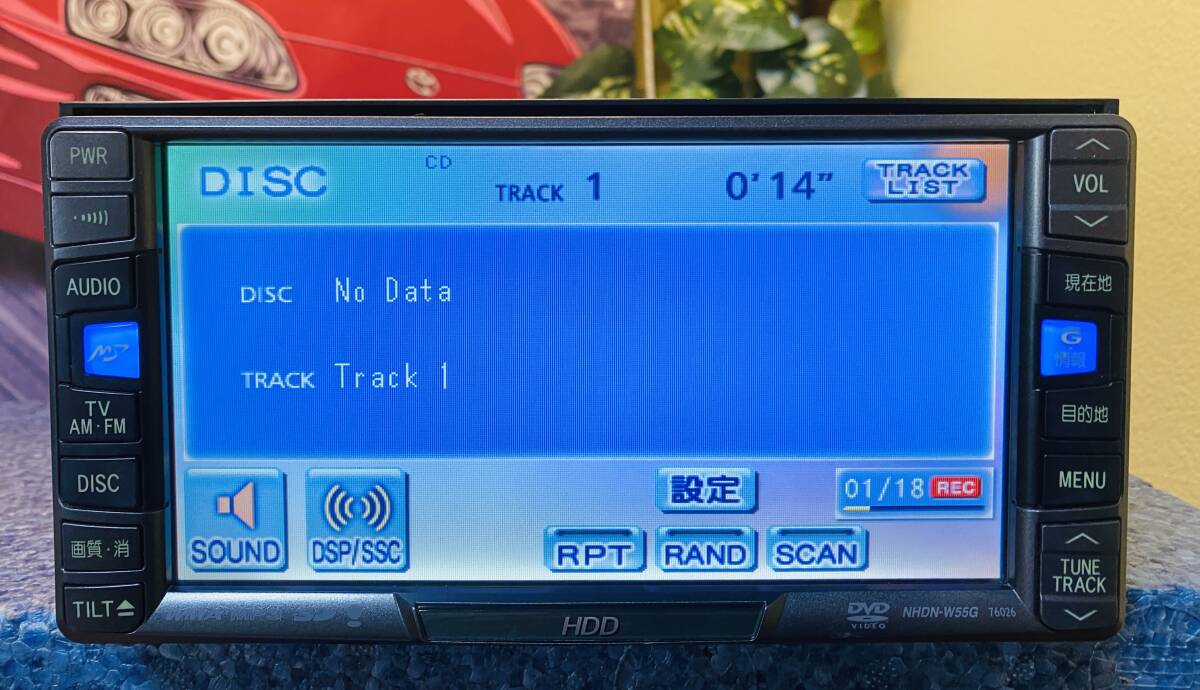 PWR
AUDIO
TV
AM·FM
DISC
画質·消
TILT
DISC
CD
TRACK 1
0'14"
TRACK
LIST
DISC No Data
TRACK Track 1
SOUND
DSP/SSC
設定
RPT
RAND
SCAN
01/18 REC
VOL
現在地
G
情報
目的地
MENU
TUNE
TRACK
HDD
DVD
VIDEO
NHDN-W55G 76026